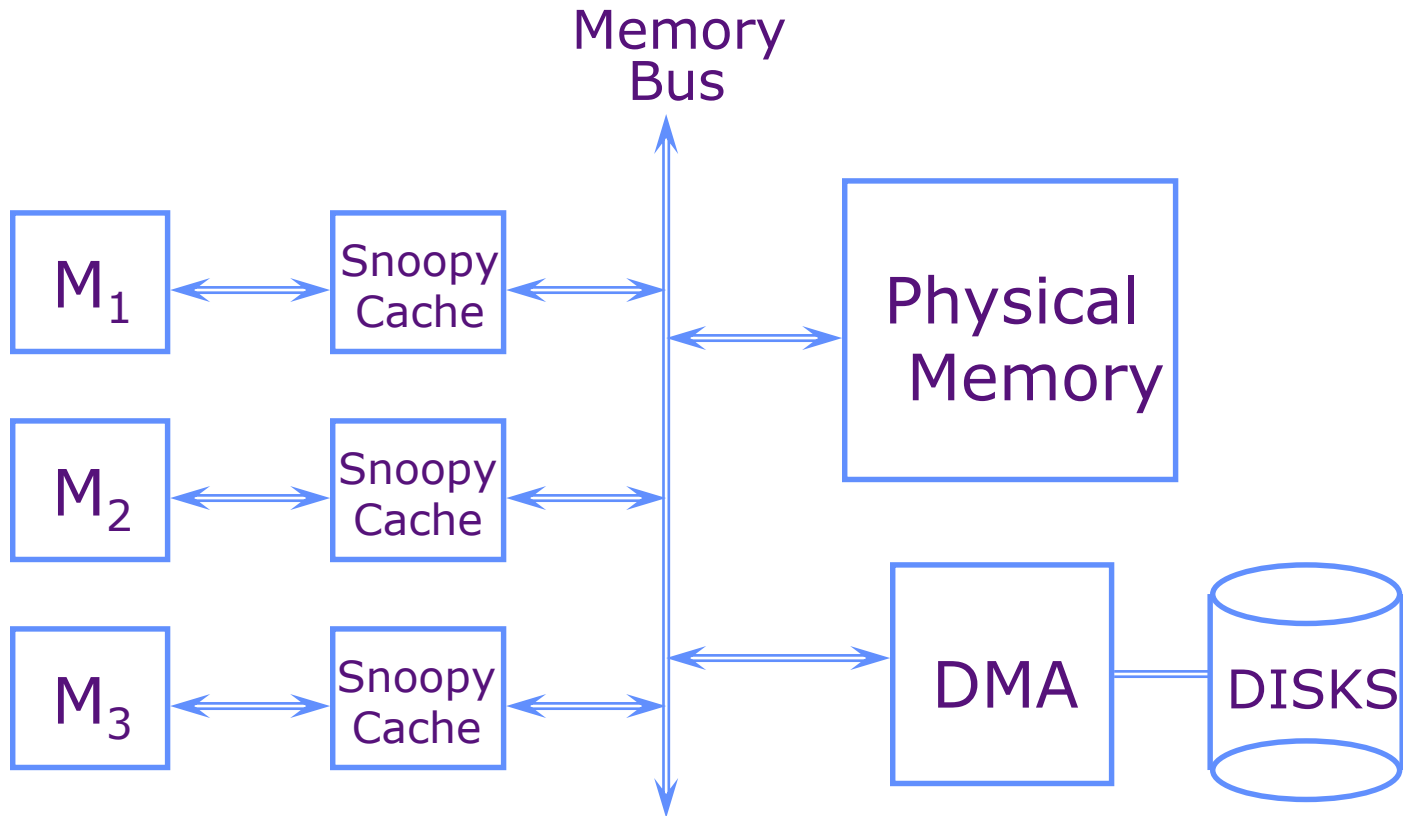 Memory
Bus
M₁
Snoopy
Cache
Physical
Memory
M₂
Snoopy
Cache
M₃
Snoopy
Cache
DMA
DISKS